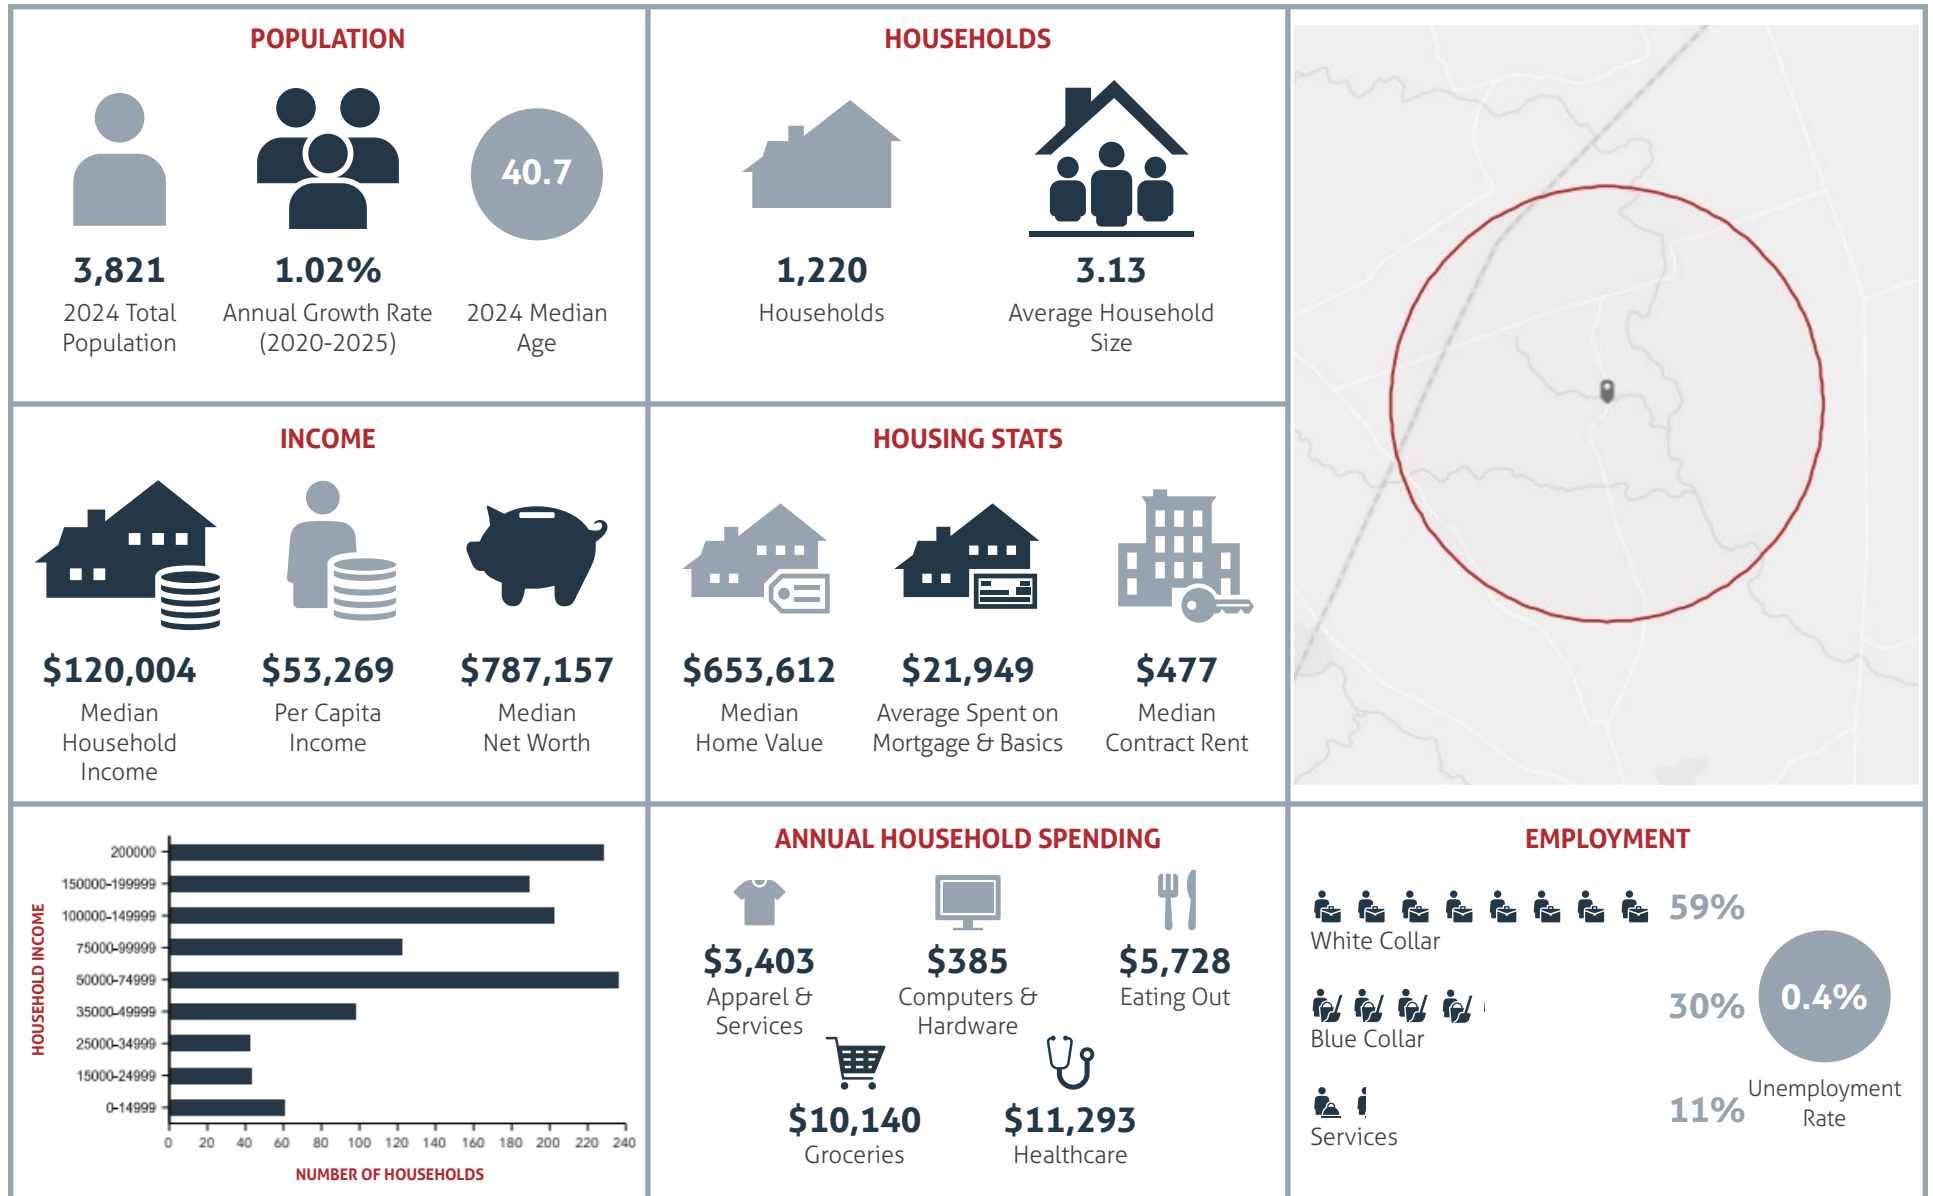 POPULATION
40.7
3,821
1.02%
2024 Total
Population
Annual Growth Rate
(2020-2025)
2024 Median
Age
HOUSEHOLDS
1,220
3.13
Households
Average Household
Size
INCOME
$120,004
$53,269
$787,157
Median
Household
Income
Per Capita
Income
Median
Net Worth
HOUSING STATS
$653,612
$21,949
$477
Median
Home Value
Average Spent on
Mortgage & Basics
Median
Contract Rent
HOUSEHOLD INCOME
200000
150000-199999
100000-149999
75000-99999
50000-74999
35000-49999
25000-34999
15000-24999
0-14999
0 20 40 60 80 100 120 140 160 180 200 220 240
NUMBER OF HOUSEHOLDS
ANNUAL HOUSEHOLD SPENDING
$3,403
$385
$5,728
Apparel &
Services
Computers &
Hardware
Eating Out
$10,140
$11,293
Groceries
Healthcare
EMPLOYMENT
59%
White Collar
30%
Blue Collar
11%
Services
0.4%
Unemployment
Rate